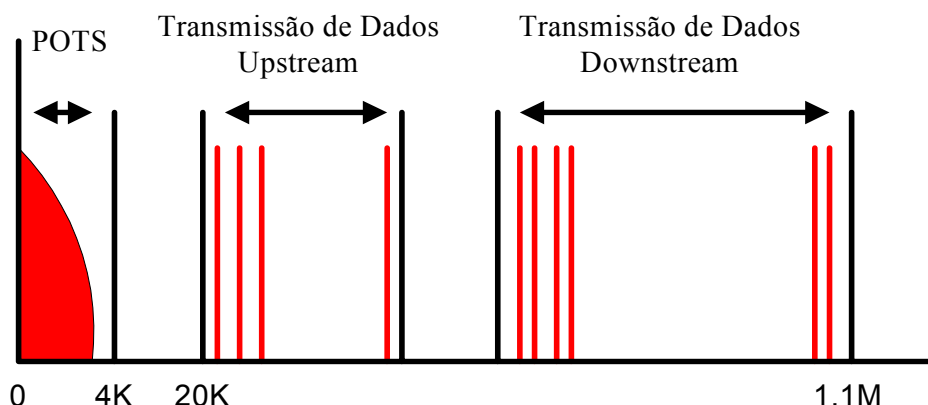 POTS
Transmissão de Dados
Upstream
Transmissão de Dados
Downstream
0
4K
20K
1.1M